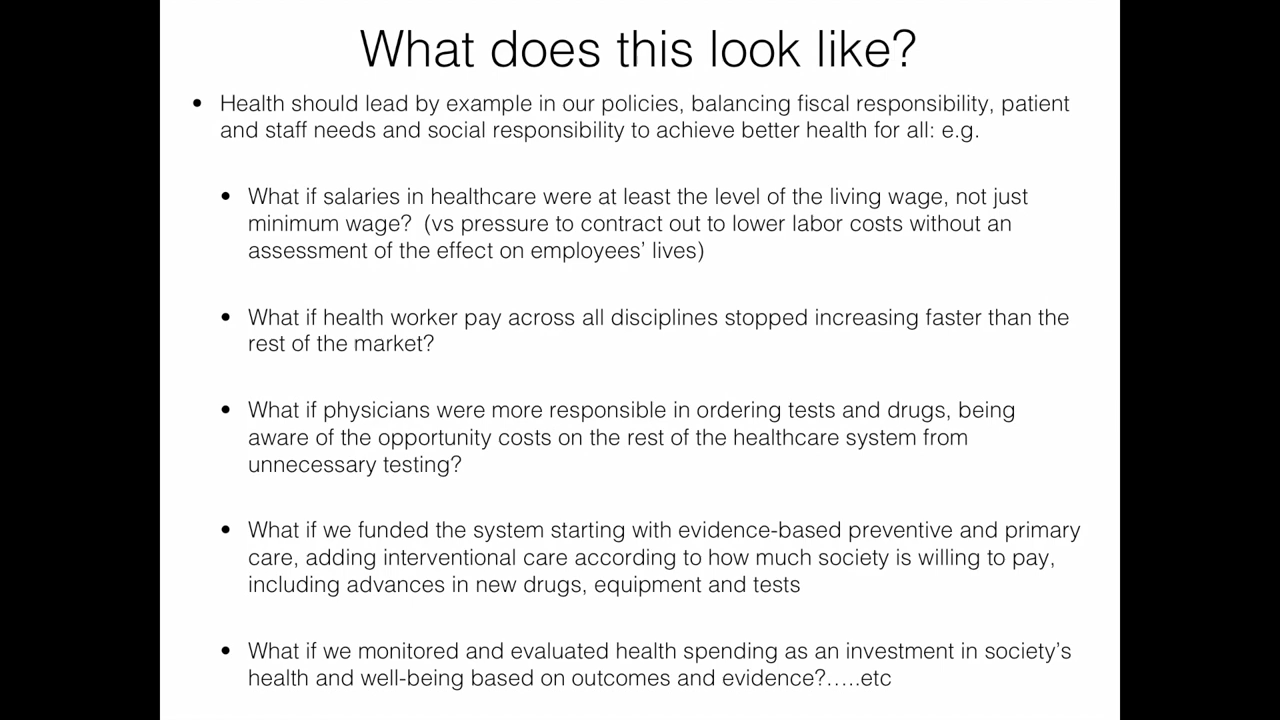 What does this look like?
• Health should lead by example in our policies, balancing fiscal responsibility, patient
and staff needs and social responsibility to achieve better health for all: e.g.
• What if salaries in healthcare were at least the level of the living wage, not just
minimum wage?  (vs pressure to contract out to lower labor costs without an
assessment of the effect on employees’ lives)
• What if health worker pay across all disciplines stopped increasing faster than the
rest of the market?
• What if physicians were more responsible in ordering tests and drugs, being
aware of the opportunity costs on the rest of the healthcare system from
unnecessary testing?
• What if we funded the system starting with evidence-based preventive and primary
care, adding interventional care according to how much society is willing to pay,
including advances in new drugs, equipment and tests
• What if we monitored and evaluated health spending as an investment in society’s
health and well-being based on outcomes and evidence?…..etc